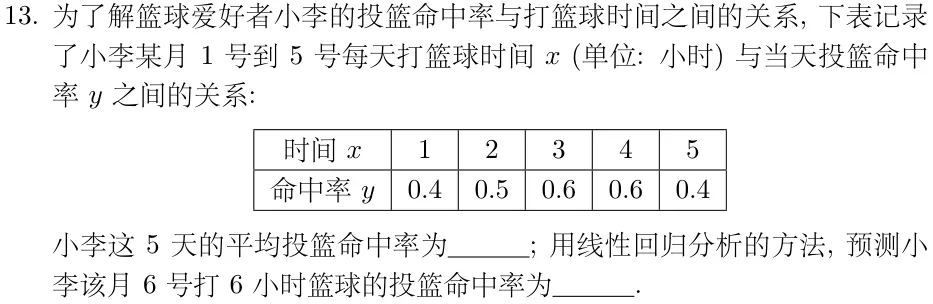 13. 为了解篮球爱好者小李的投篮命中率与打篮球时间之间的关系, 下表记录
了小李某月 1 号到 5 号每天打篮球时间 x (单位: 小时) 与当天投篮命中
率 y 之间的关系:
时间 x 1 2 3 4 5
命中率 y 0.4 0.5 0.6 0.6 0.4
小李这 5 天的平均投篮命中率为______; 用线性回归分析的方法, 预测小
李该月 6 号打 6 小时篮球的投篮命中率为______.